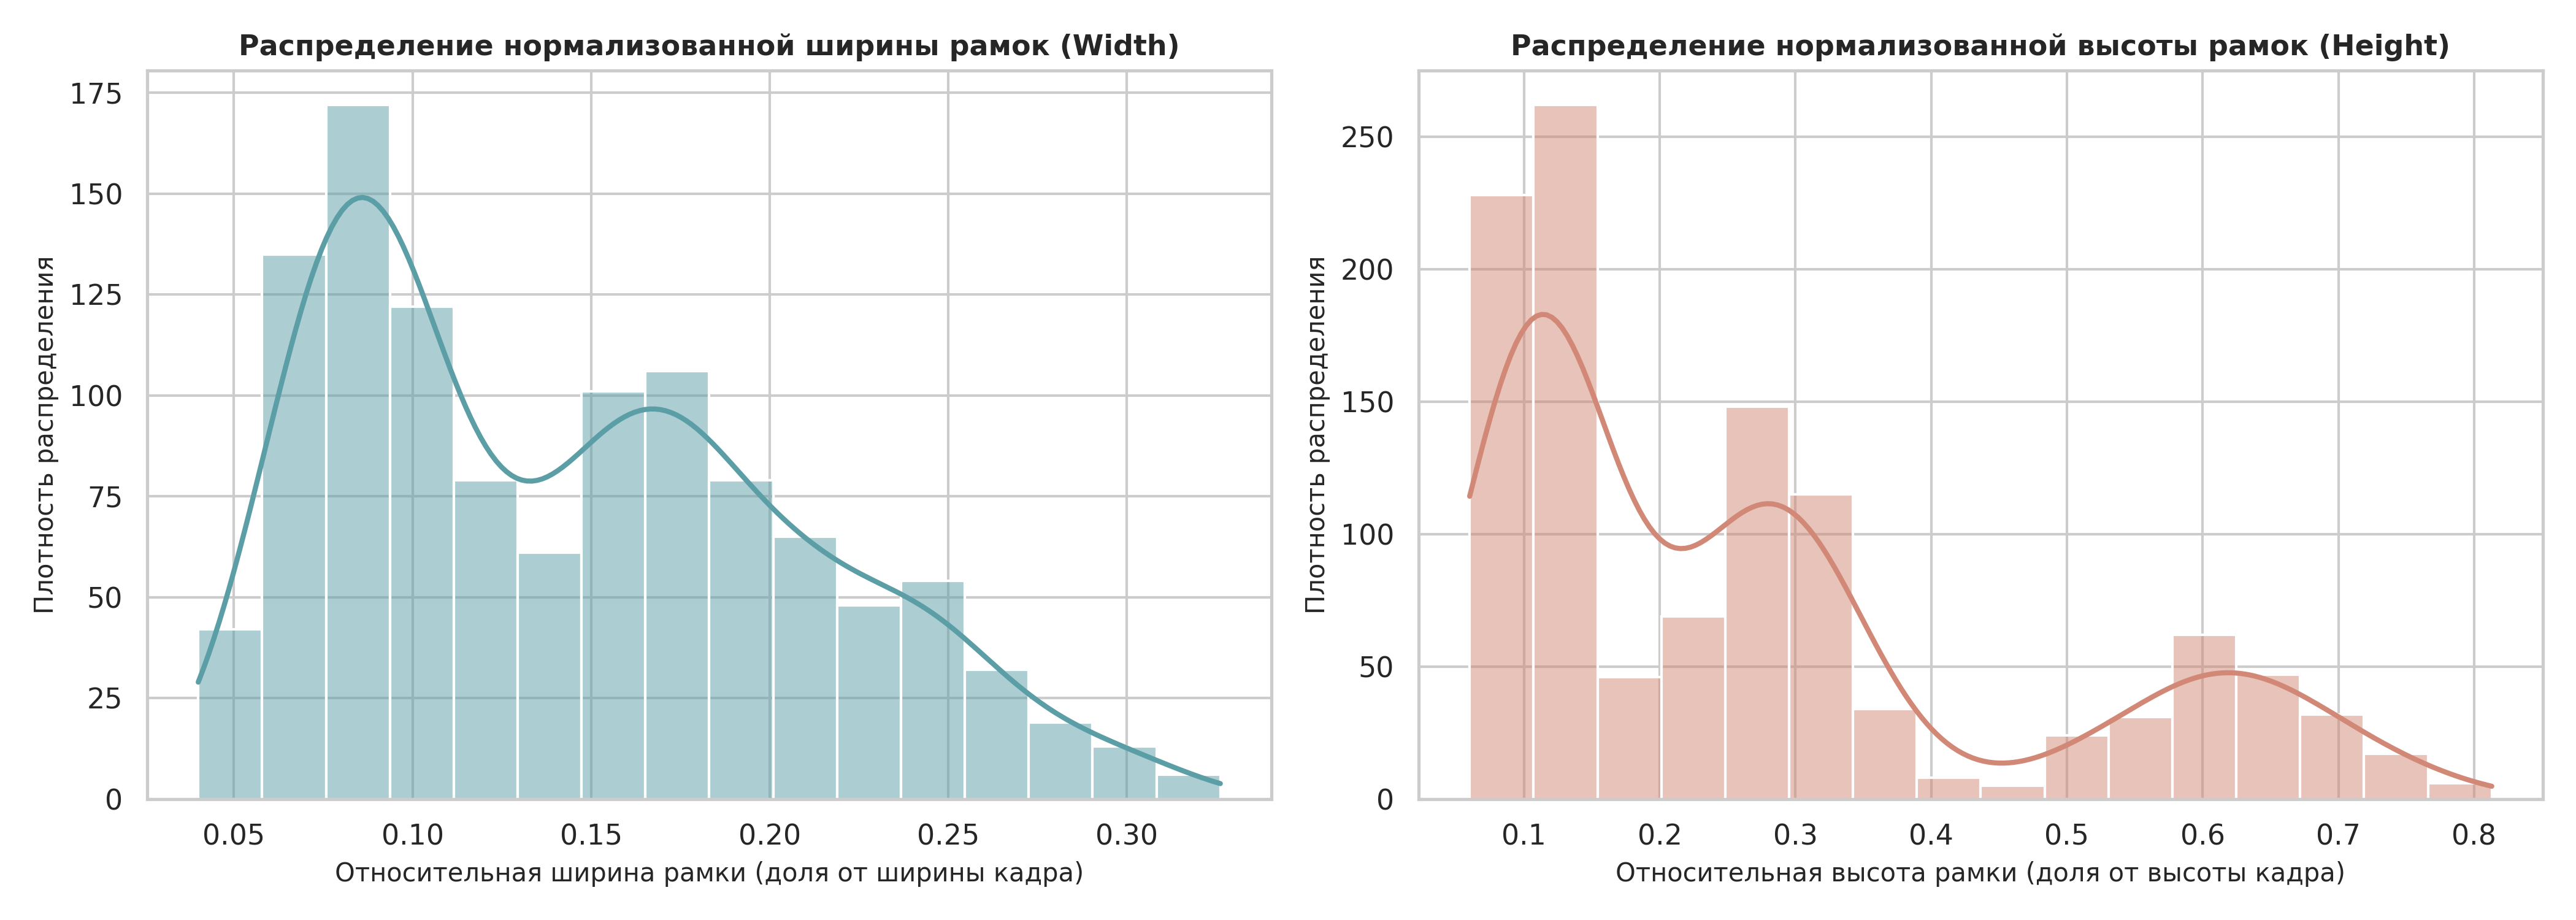 Распределение нормализованной ширины рамок (Width)
Плотность распределения
175
150
125
100
75
50
25
0
0.05 0.10 0.15 0.20 0.25 0.30
Относительная ширина рамки (доля от ширины кадра)
Распределение нормализованной высоты рамок (Height)
Плотность распределения
250
200
150
100
50
0
0.1 0.2 0.3 0.4 0.5 0.6 0.7 0.8
Относительная высота рамки (доля от высоты кадра)